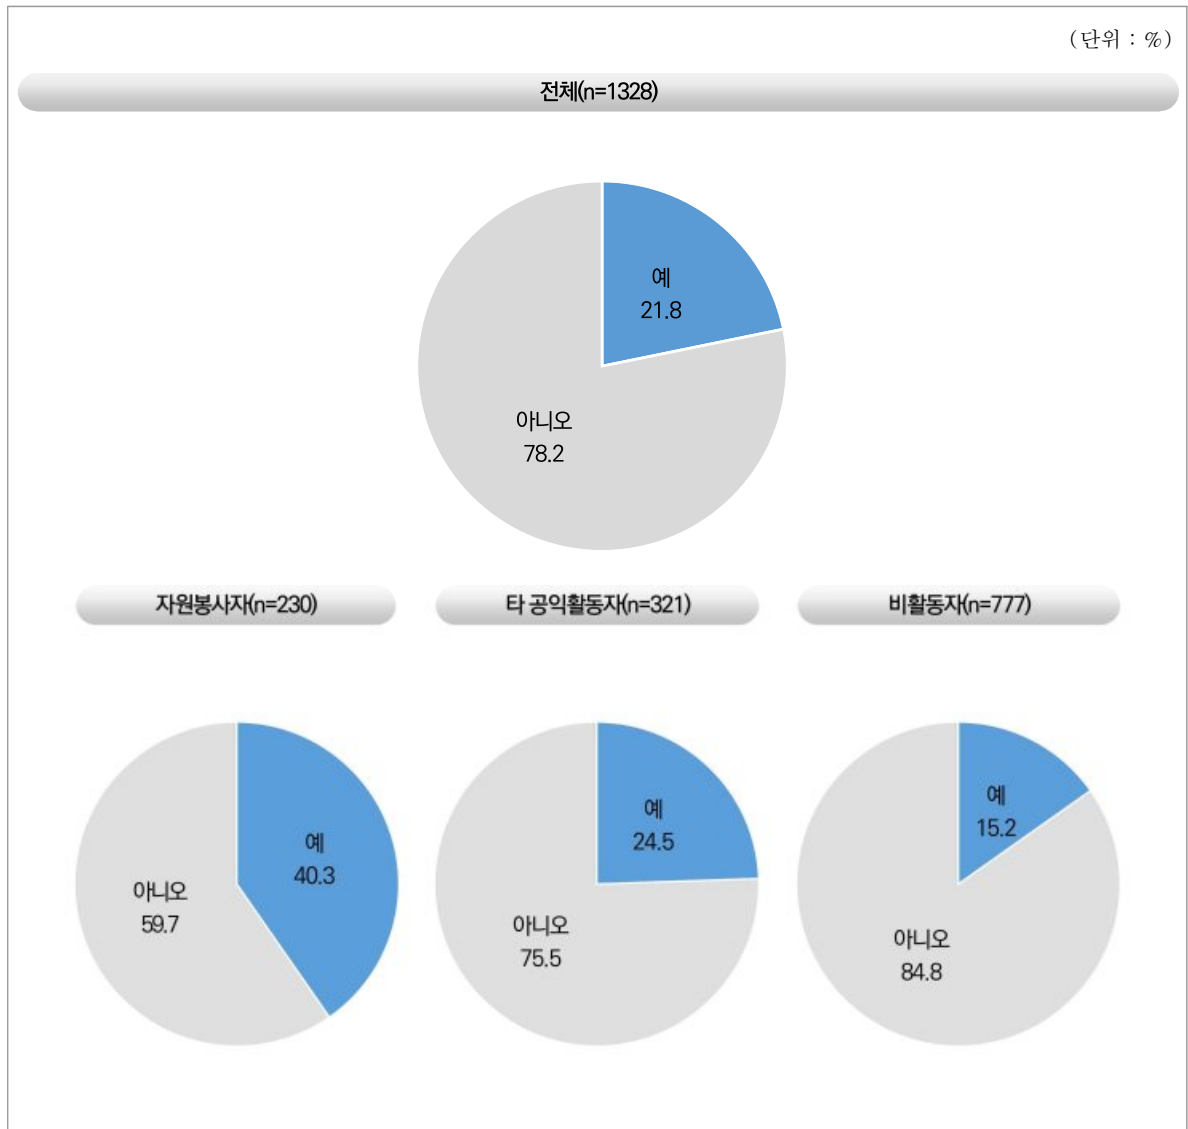 (단위 : %)
전체(n=1328)
예
21.8
아니오
78.2
자원봉사자(n=230)
타 공익활동자(n=321)
비활동자(n=777)
예
40.3
아니오
59.7
예
24.5
아니오
75.5
예
15.2
아니오
84.8